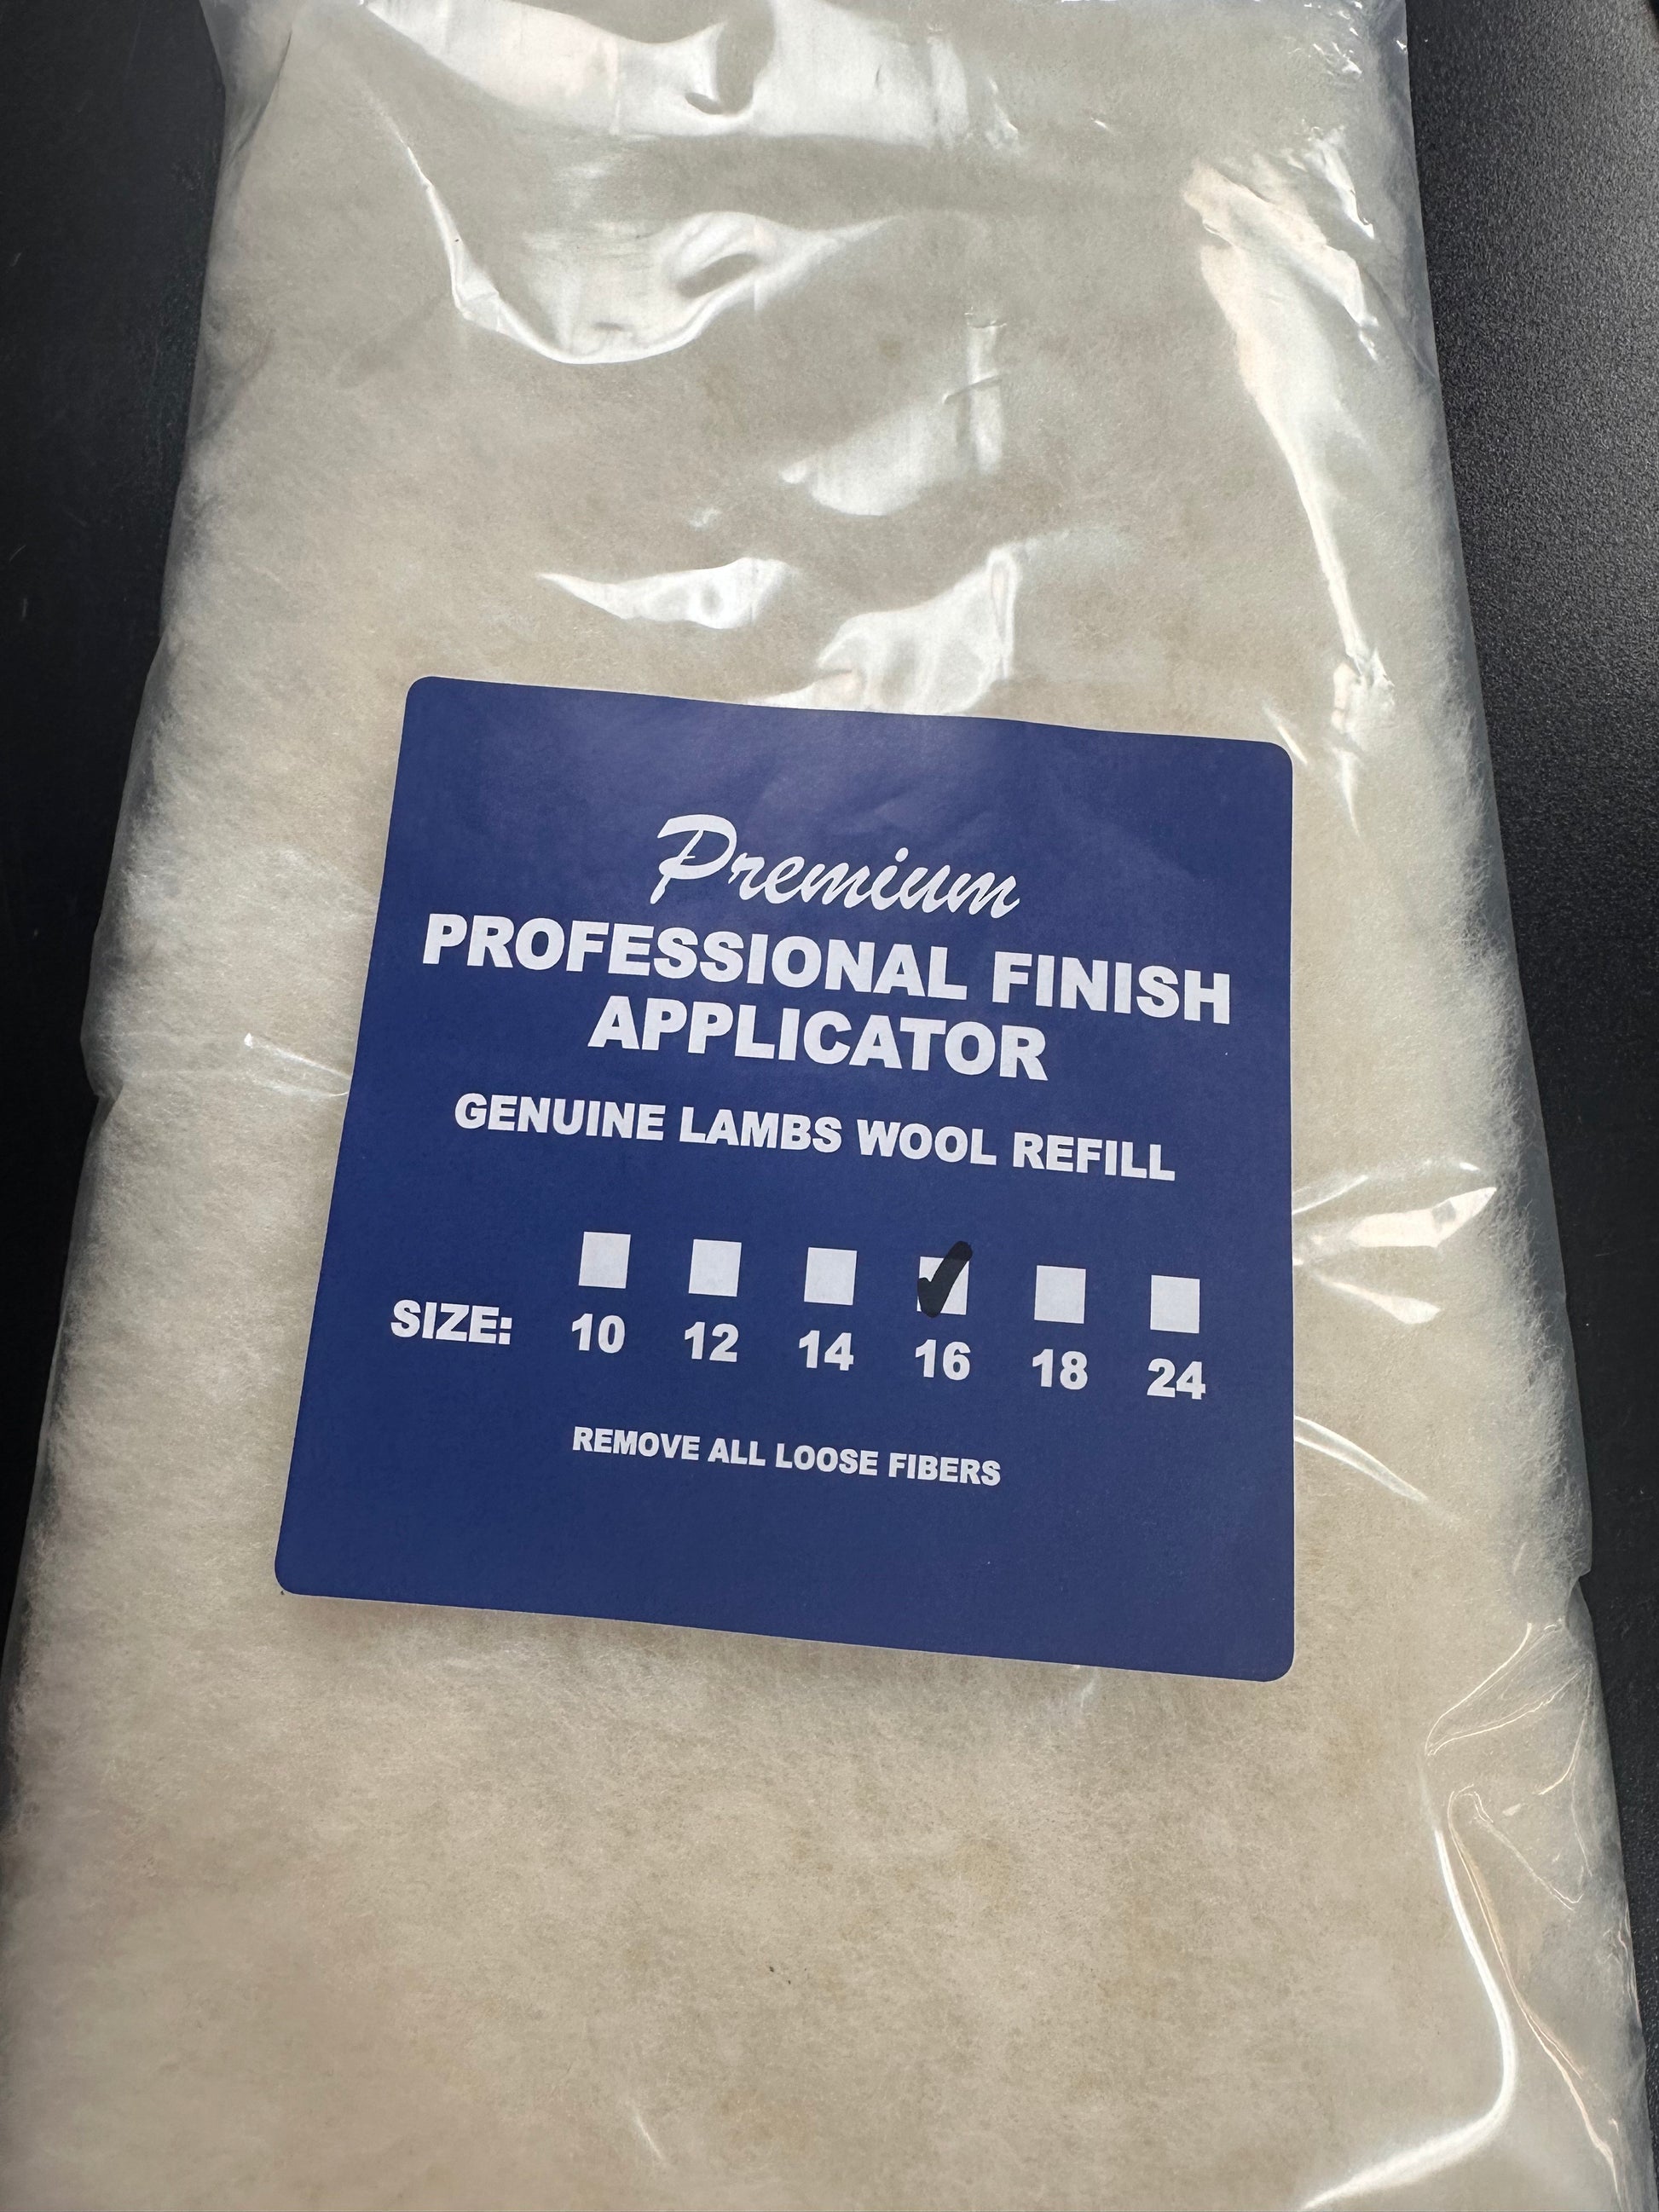 Premium
PROFESSIONAL FINISH
APPLICATOR
GENUINE LAMBS WOOL REFILL
SIZE: 10 12 14 16 18 24
REMOVE ALL LOOSE FIBERS